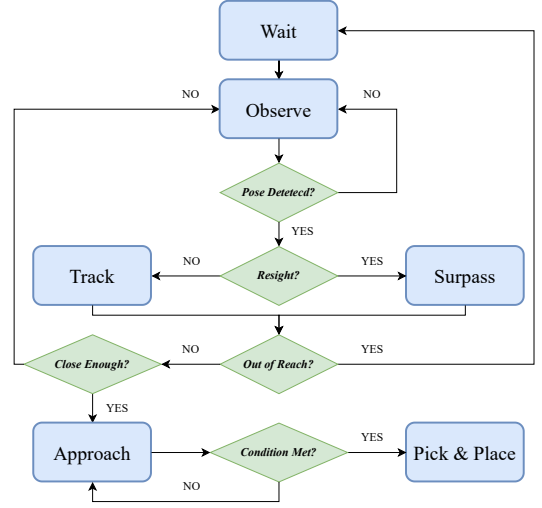 Wait
NO
Observe
NO
Pose Detetecd?
YES
Track
NO
Resight?
YES
Surpass
Close Enough?
NO
Out of Reach?
YES
YES
Approach
Condition Met?
YES
Pick & Place
NO